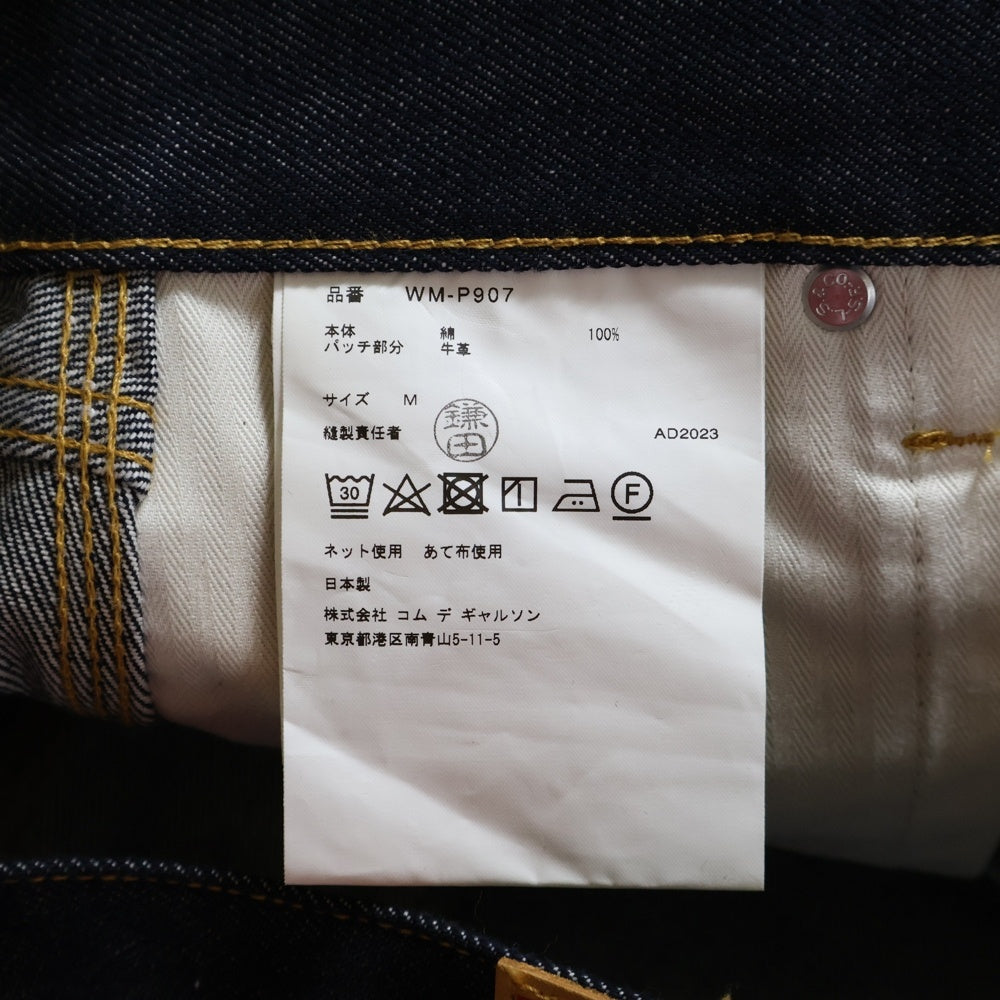 品番 WM-P907
本体 綿 100%
パッチ部分 牛革
サイズ M
縫製責任者 鎌田 AD2023
30 1 F
ネット使用 あて布使用
日本製
株式会社 コム デ ギャルソン
東京都港区南青山5-11-5